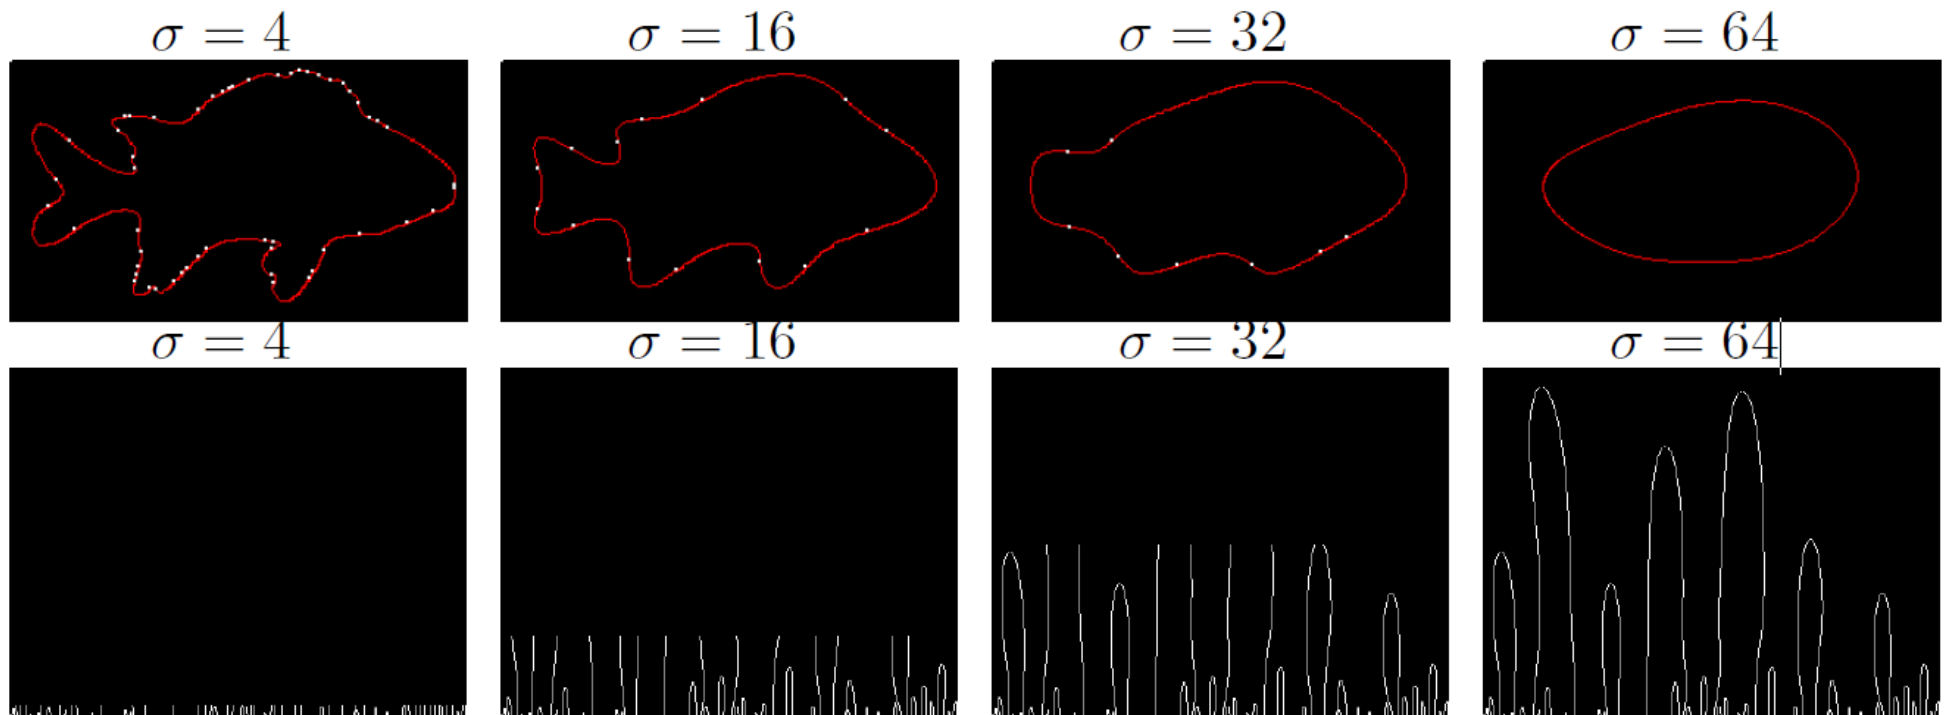 σ = 4 σ = 16 σ = 32 σ = 64
σ = 4 σ = 16 σ = 32 σ = 64